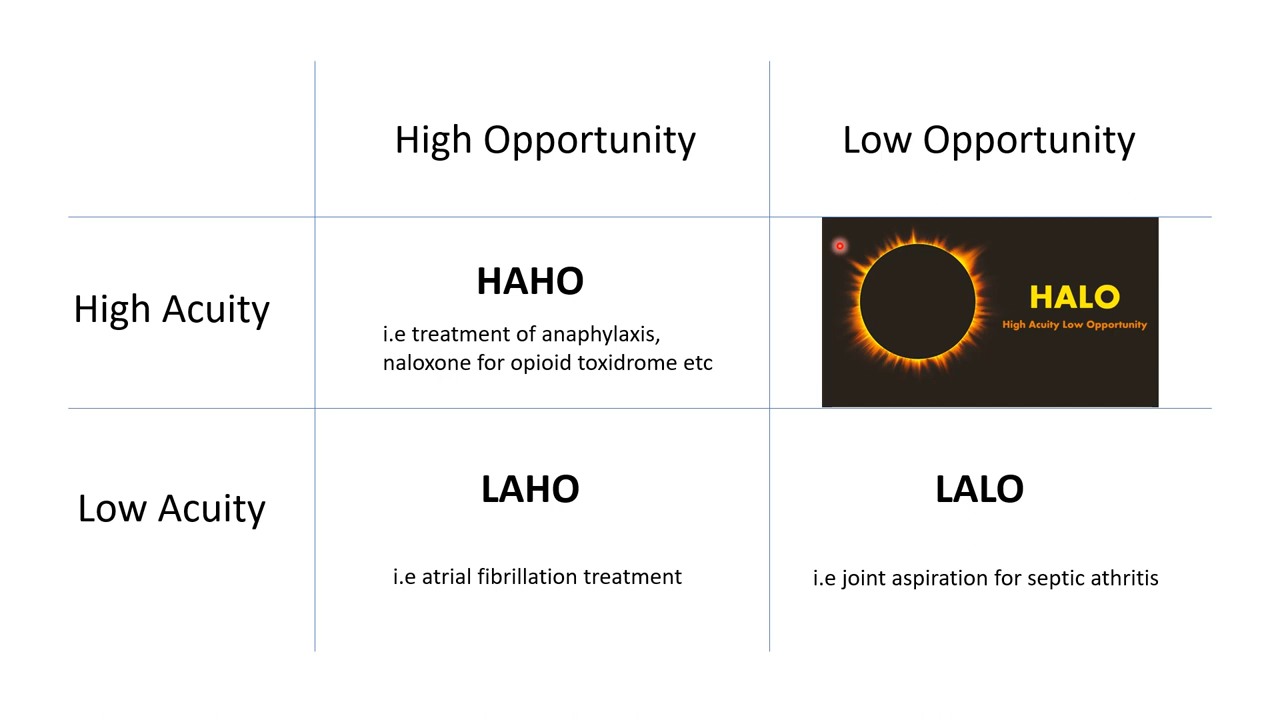 High Opportunity
Low Opportunity
High Acuity
HAHO
i.e treatment of anaphylaxis,
naloxone for opioid toxidrome etc
HALO
High Acuity Low Opportunity
Low Acuity
LAHO
i.e atrial fibrillation treatment
LALO
i.e joint aspiration for septic athritis